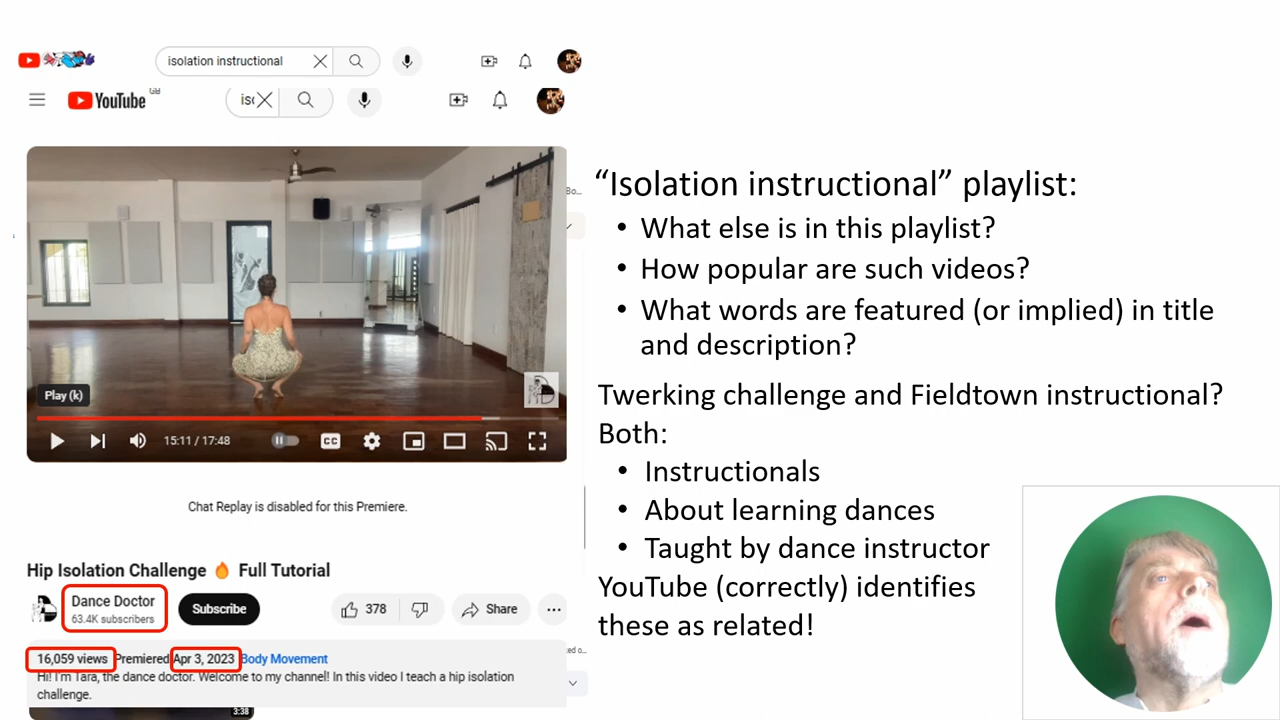 isolation instructional
YouTube
GB
Play (k)
15:11 / 17:48
CC
Chat Replay is disabled for this Premiere.
Hip Isolation Challenge 🔥 Full Tutorial
Dance Doctor
63.4K subscribers
Subscribe
378
Share
16,059 views Premiered Apr 3, 2023 Body Movement
Hi! I'm Tara, the dance doctor. Welcome to my channel! In this video I teach a hip isolation
challenge.
3:38
“Isolation instructional” playlist:
• What else is in this playlist?
• How popular are such videos?
• What words are featured (or implied) in title
and description?
Twerking challenge and Fieldtown instructional?
Both:
• Instructionals
• About learning dances
• Taught by dance instructor
YouTube (correctly) identifies
these as related!